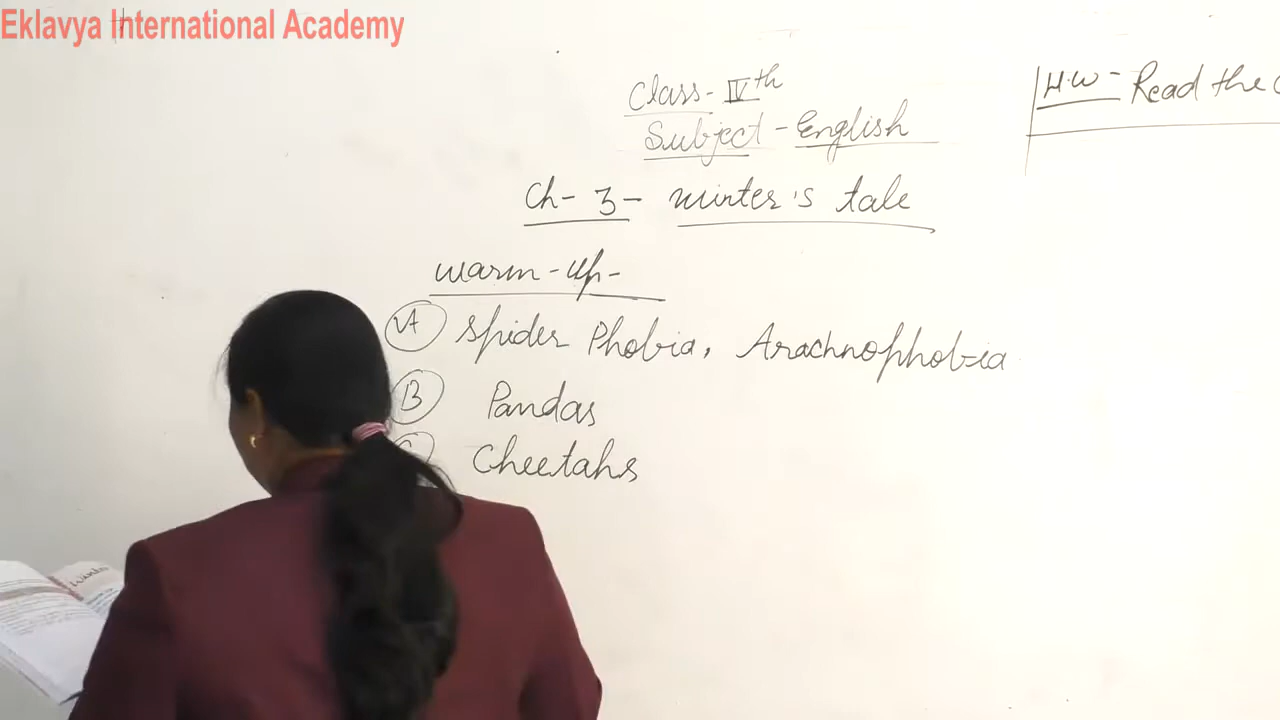 Eklavya International Academy
Class - IVth
Subject - English
H.W - Read the
Ch - 3 - Winter's tale
Warm - Up -
A Spider Phobia, Arachnophobia
B Pandas
C Cheetahs